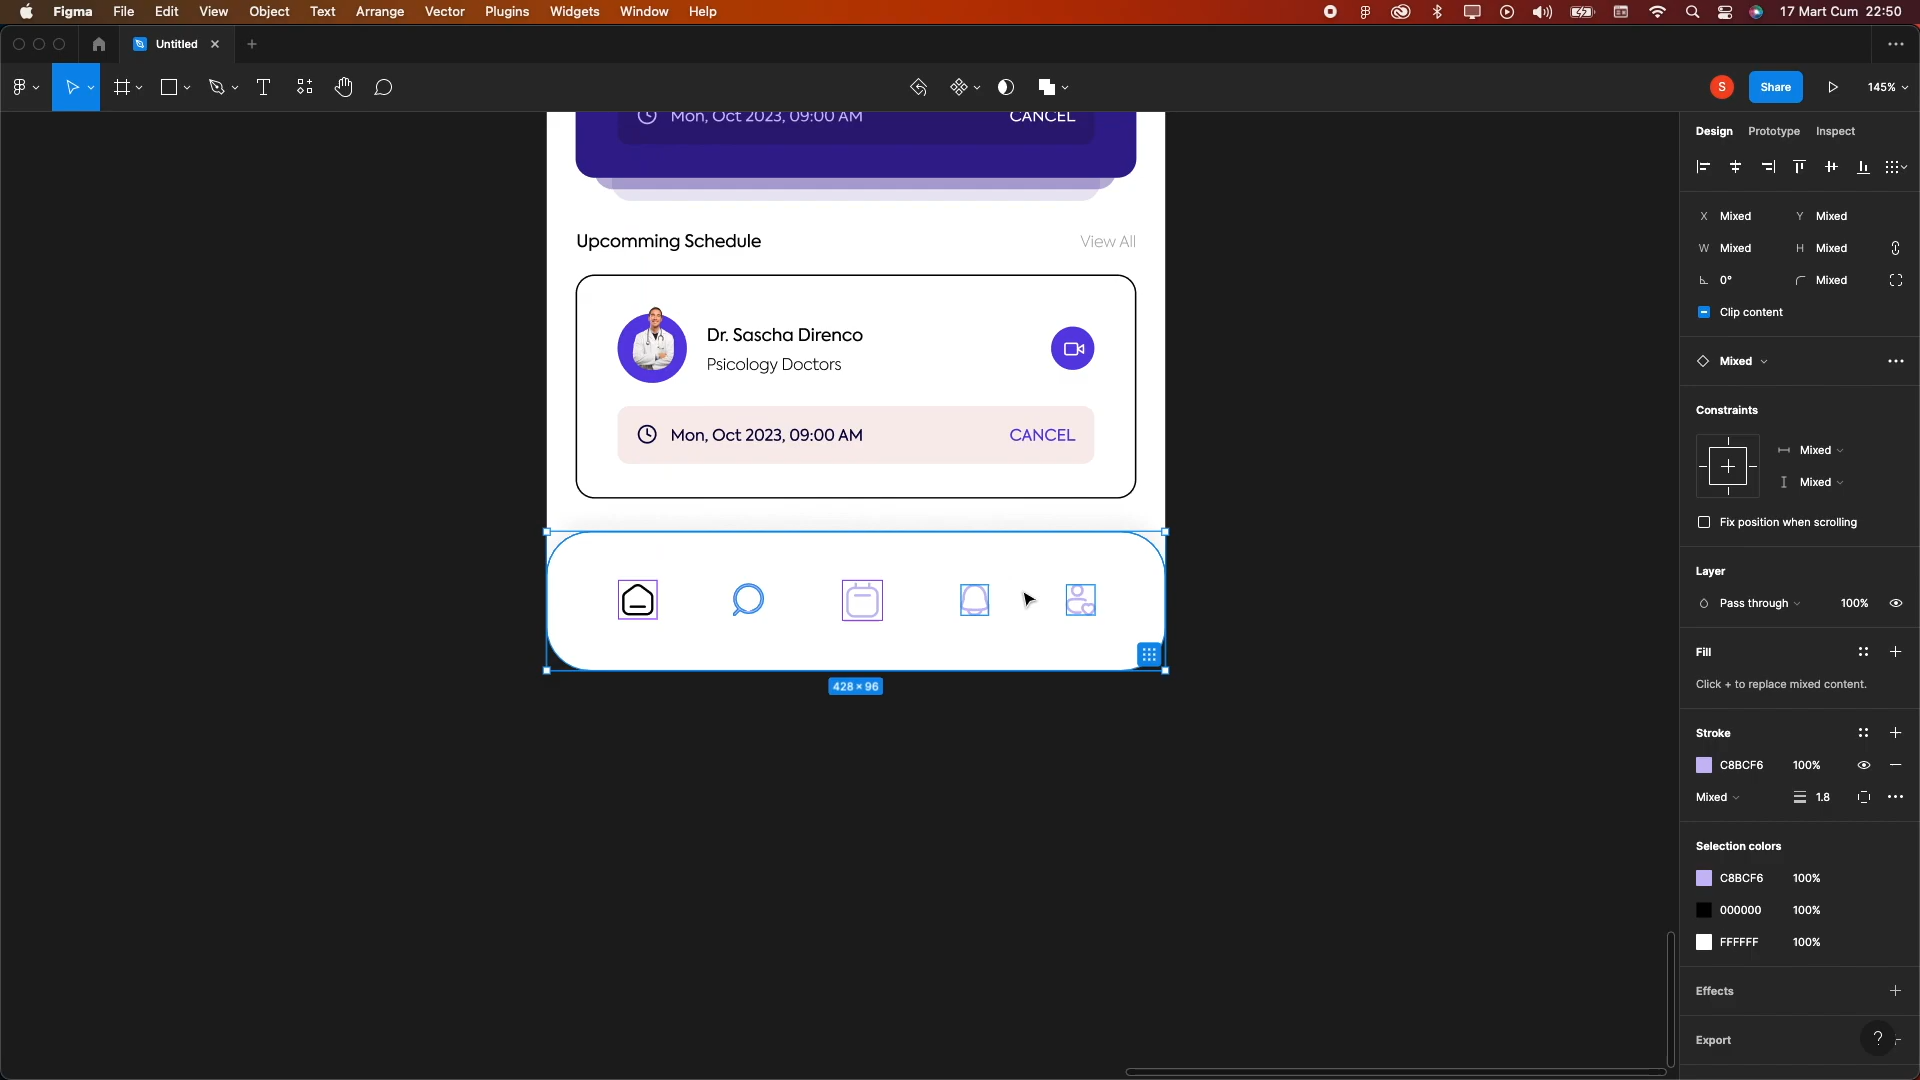 Figma File Edit View Object Text Arrange Vector Plugins Widgets Window Help 17 Mart Cum 22:50
Untitled
S Share 145%
Design Prototype Inspect
Mon, Oct 2023, 09:00 AM CANCEL
Upcomming Schedule View All
Dr. Sascha Direnco
Psicology Doctors
Mon, Oct 2023, 09:00 AM CANCEL
428 × 96
X Mixed Y Mixed
W Mixed H Mixed
0° Mixed
Clip content
Mixed
Constraints
Mixed
Mixed
Fix position when scrolling
Layer
Pass through 100%
Fill
Click + to replace mixed content.
Stroke
C8BCF6 100%
Mixed 1.8
Selection colors
C8BCF6 100%
000000 100%
FFFFFF 100%
Effects
Export
?